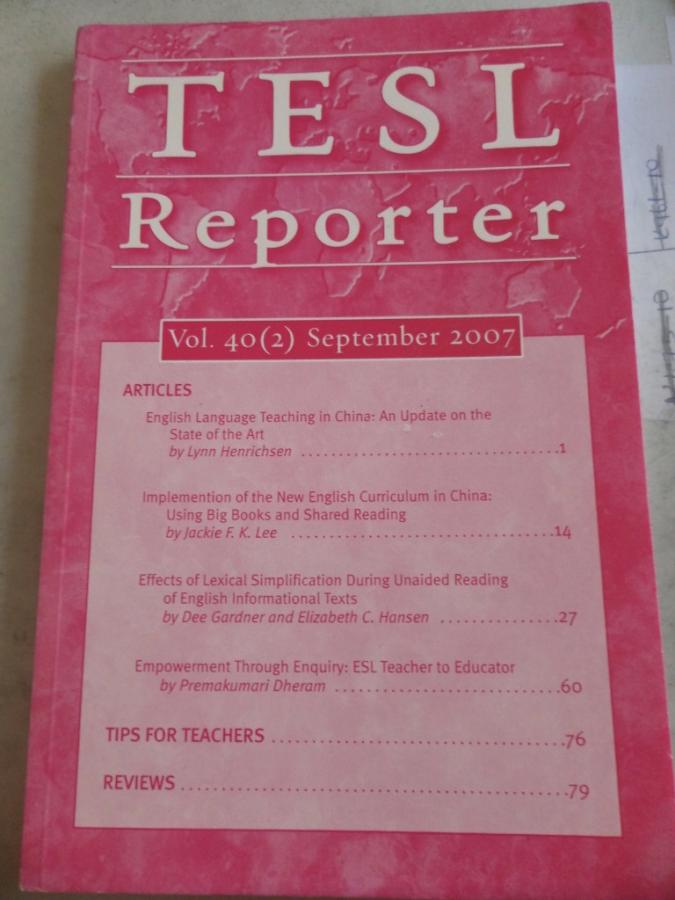 TESL
Reporter
Vol. 40(2) September 2007
ARTICLES
English Language Teaching in China: An Update on the
State of the Art
by Lynn Henrichsen ..................................1
Implemention of the New English Curriculum in China:
Using Big Books and Shared Reading
by Jackie F. K. Lee ...................................14
Effects of Lexical Simplification During Unaided Reading
of English Informational Texts
by Dee Gardner and Elizabeth C. Hansen ...............27
Empowerment Through Enquiry: ESL Teacher to Educator
by Premakumari Dheram ..............................60
TIPS FOR TEACHERS ......................................76
REVIEWS ....................................................79